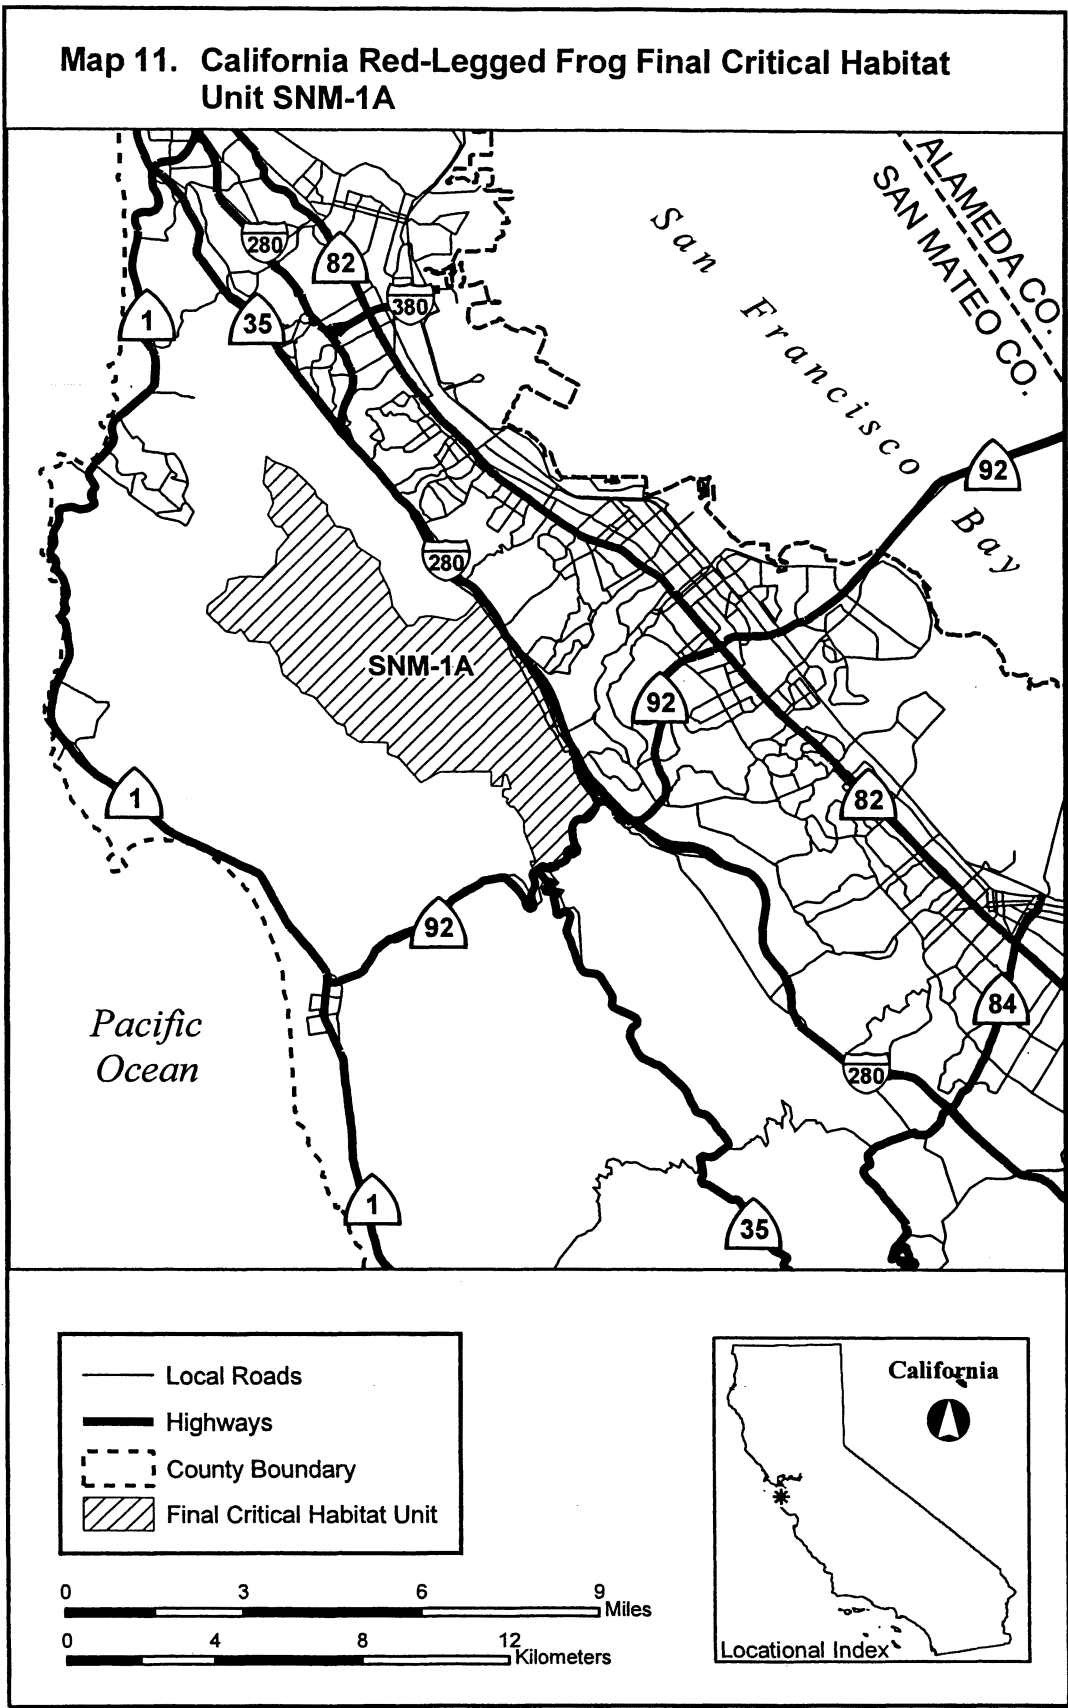 Map 11. California Red-Legged Frog Final Critical Habitat
Unit SNM-1A
ALAMEDA CO.
SAN MATEO CO.
San Francisco Bay
280
82
380
1
35
92
280
SNM-1A
92
1
82
92
84
Pacific
Ocean
280
1
35
Local Roads
Highways
County Boundary
Final Critical Habitat Unit
California
Locational Index
0 3 6 9
Miles
0 4 8 12
Kilometers